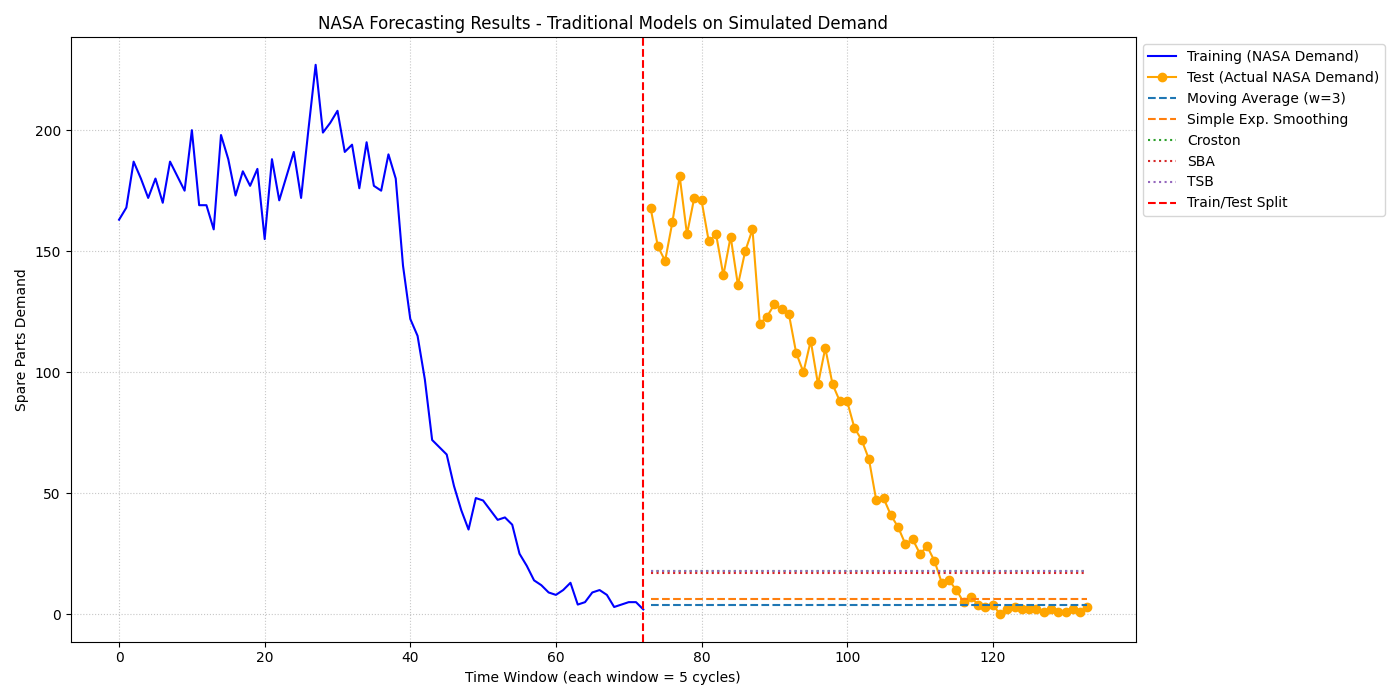 NASA Forecasting Results - Traditional Models on Simulated Demand
Training (NASA Demand)
Test (Actual NASA Demand)
Moving Average (w=3)
Simple Exp. Smoothing
Croston
SBA
TSB
Train/Test Split
Spare Parts Demand
200
150
100
50
0
0 20 40 60 80 100 120
Time Window (each window = 5 cycles)